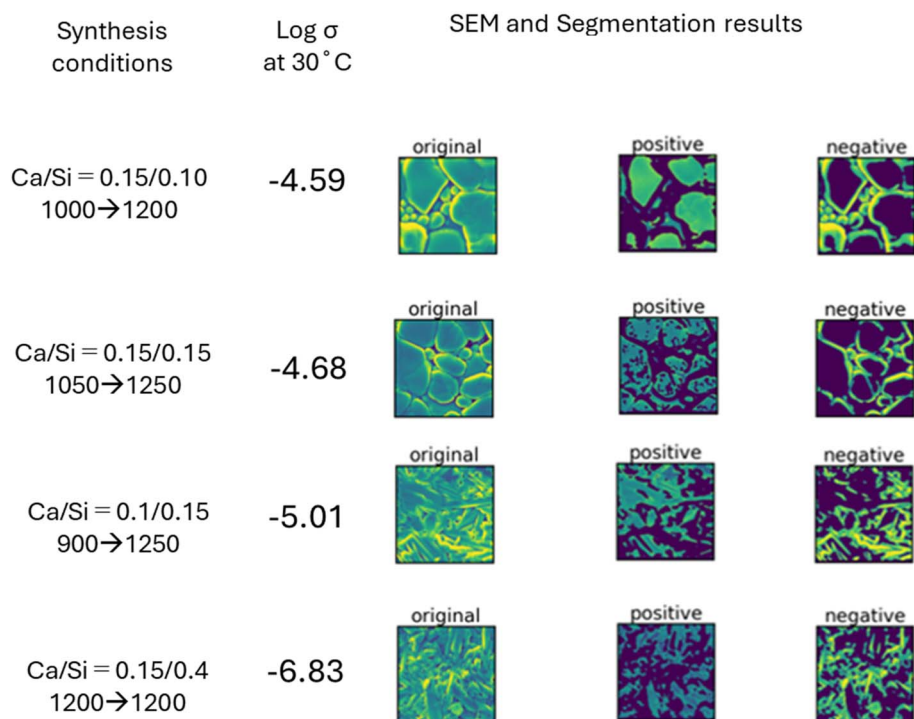 Synthesis
conditions
Log σ
at 30˚C
SEM and Segmentation results
Ca/Si = 0.15/0.10
1000→1200
-4.59
original
positive
negative
Ca/Si = 0.15/0.15
1050→1250
-4.68
original
positive
negative
Ca/Si = 0.1/0.15
900→1250
-5.01
original
positive
negative
Ca/Si = 0.15/0.4
1200→1200
-6.83
original
positive
negative